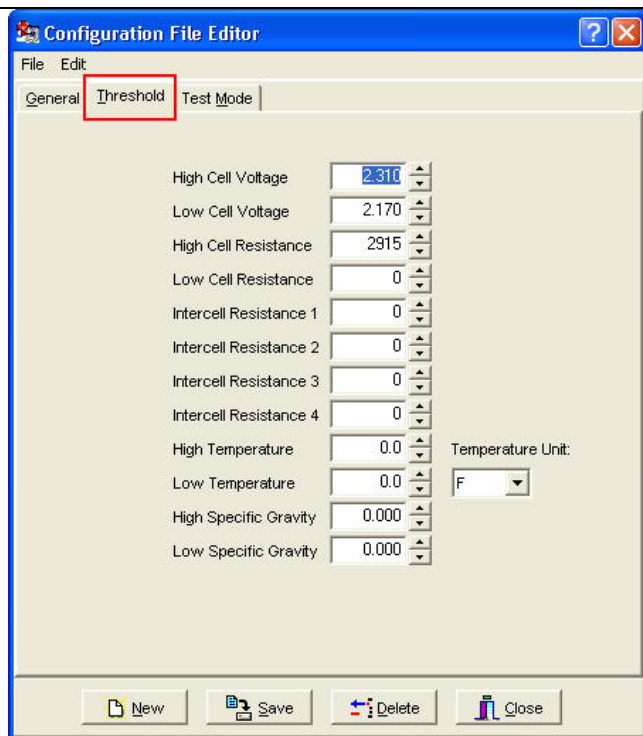 Configuration File Editor
File Edit
General Threshold Test Mode
High Cell Voltage 2.310
Low Cell Voltage 2.170
High Cell Resistance 2915
Low Cell Resistance 0
Intercell Resistance 1 0
Intercell Resistance 2 0
Intercell Resistance 3 0
Intercell Resistance 4 0
High Temperature 0.0 Temperature Unit:
Low Temperature 0.0 F
High Specific Gravity 0.000
Low Specific Gravity 0.000
New Save Delete Close